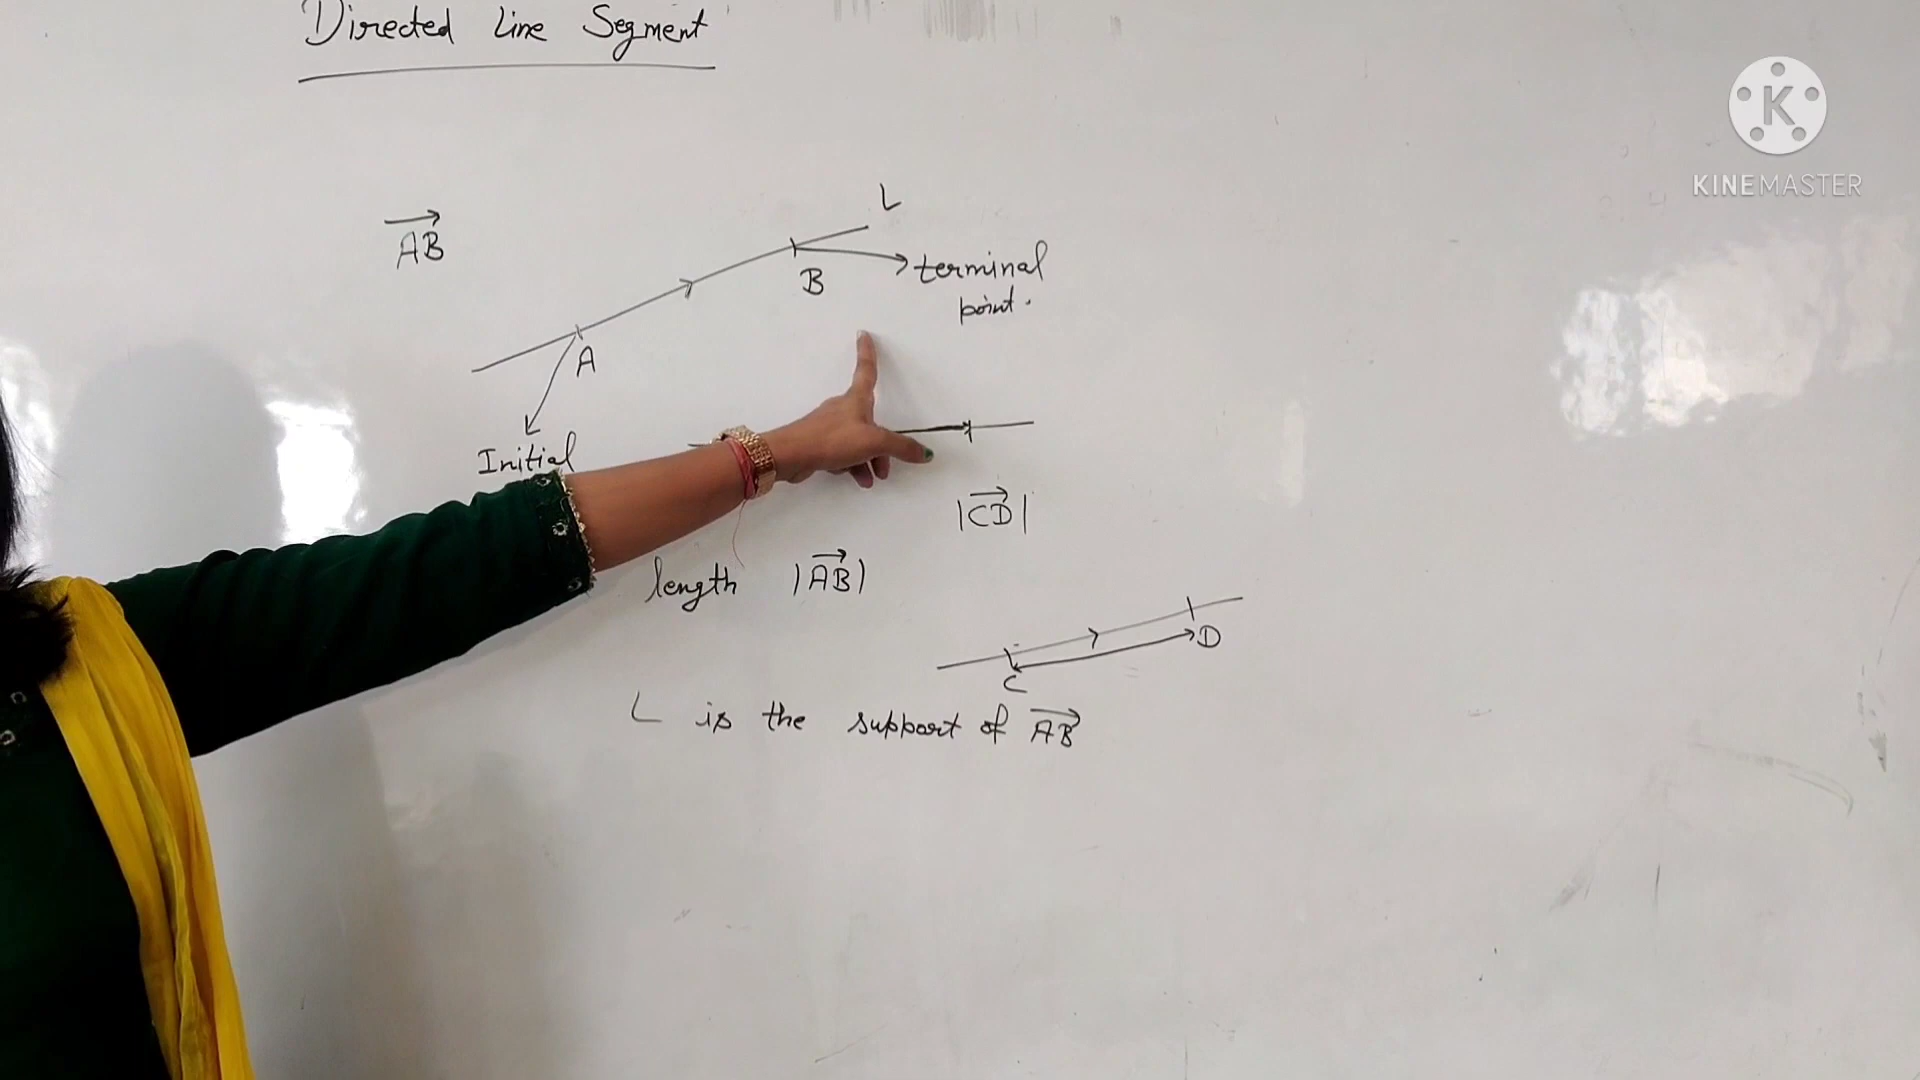 Directed Line Segment
KINEMASTER
L
AB
B
terminal
point.
A
Initial
|CD|
length |AB|
D
C
L is the support of AB